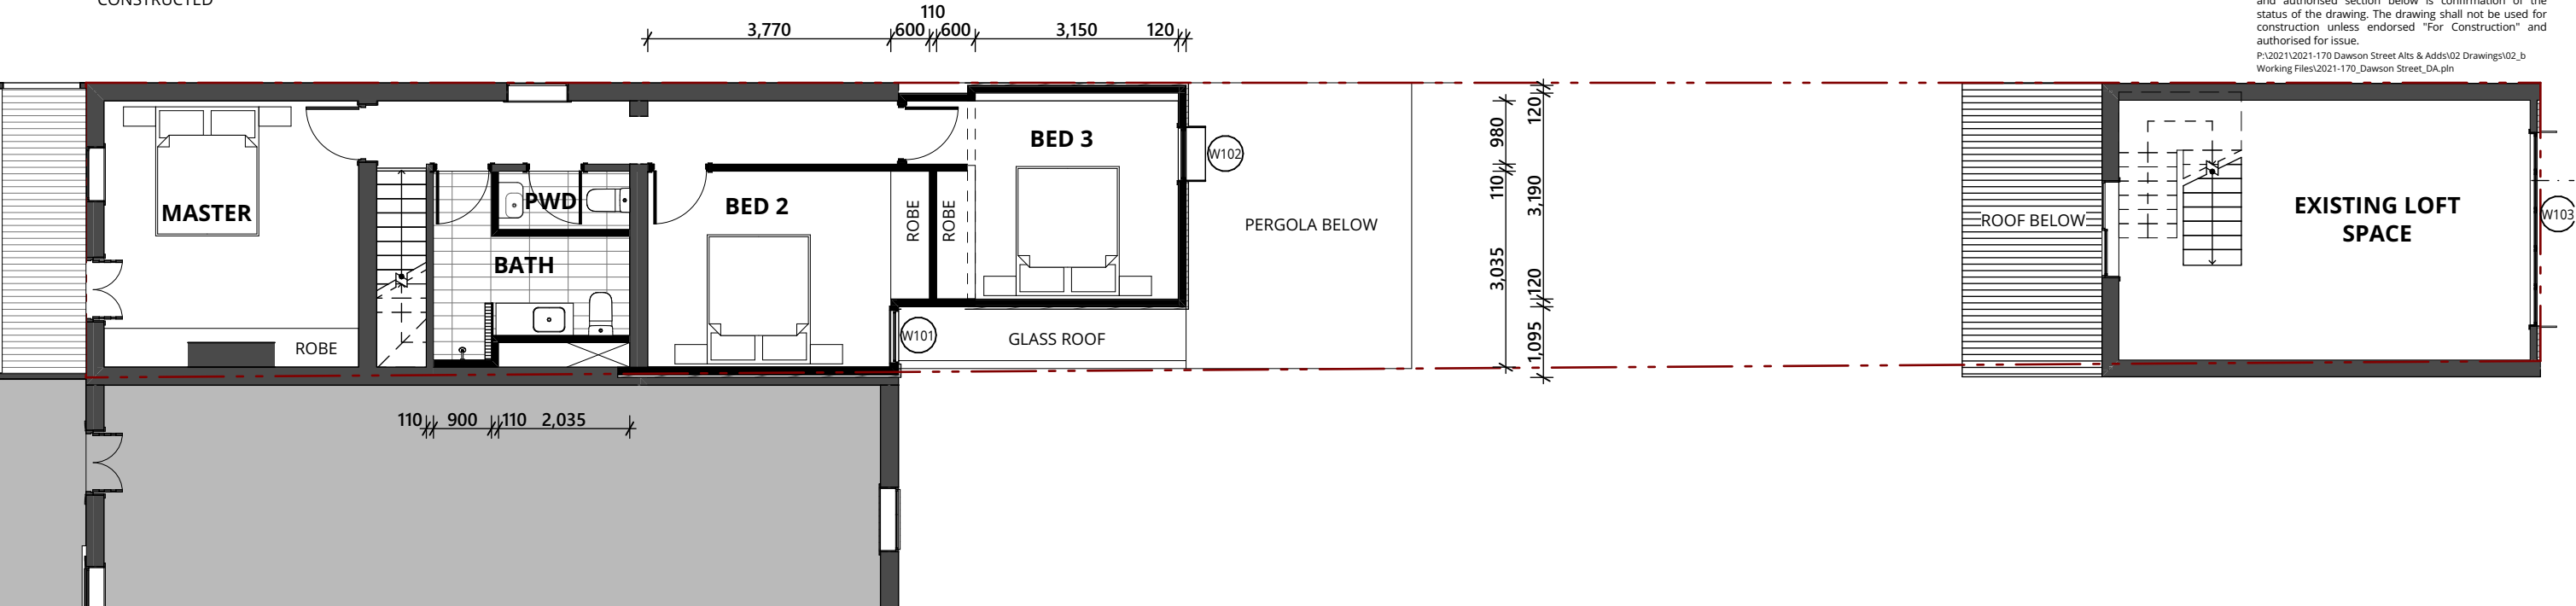 CONSTRUCTED
and authorised section below is confirmation of the
status of the drawing. The drawing shall not be used for
construction unless endorsed "For Construction" and
authorised for issue.
P:\2021\2021-170 Dawson Street Alts & Adds\02 Drawings\02_b
Working Files\2021-170_Dawson Street_DA.pln
110
3,770
600
600
3,150
120
MASTER
ROBE
PWD
BATH
BED 2
ROBE
ROBE
BED 3
W102
W101
GLASS ROOF
PERGOLA BELOW
980
110
3,035
120
3,190
120
1,095
ROOF BELOW
EXISTING LOFT
SPACE
W103
110
900
110
2,035